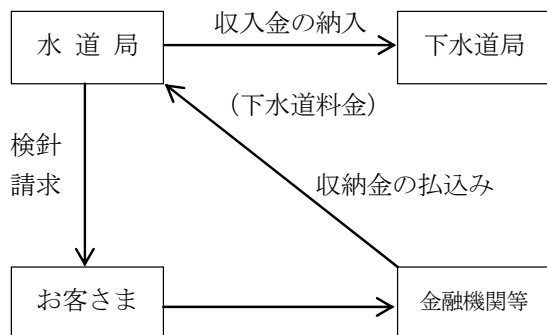 収入金の納入
水 道 局
下水道局
(下水道料金)
検針
請求
収納金の払込み
お客さま
金融機関等